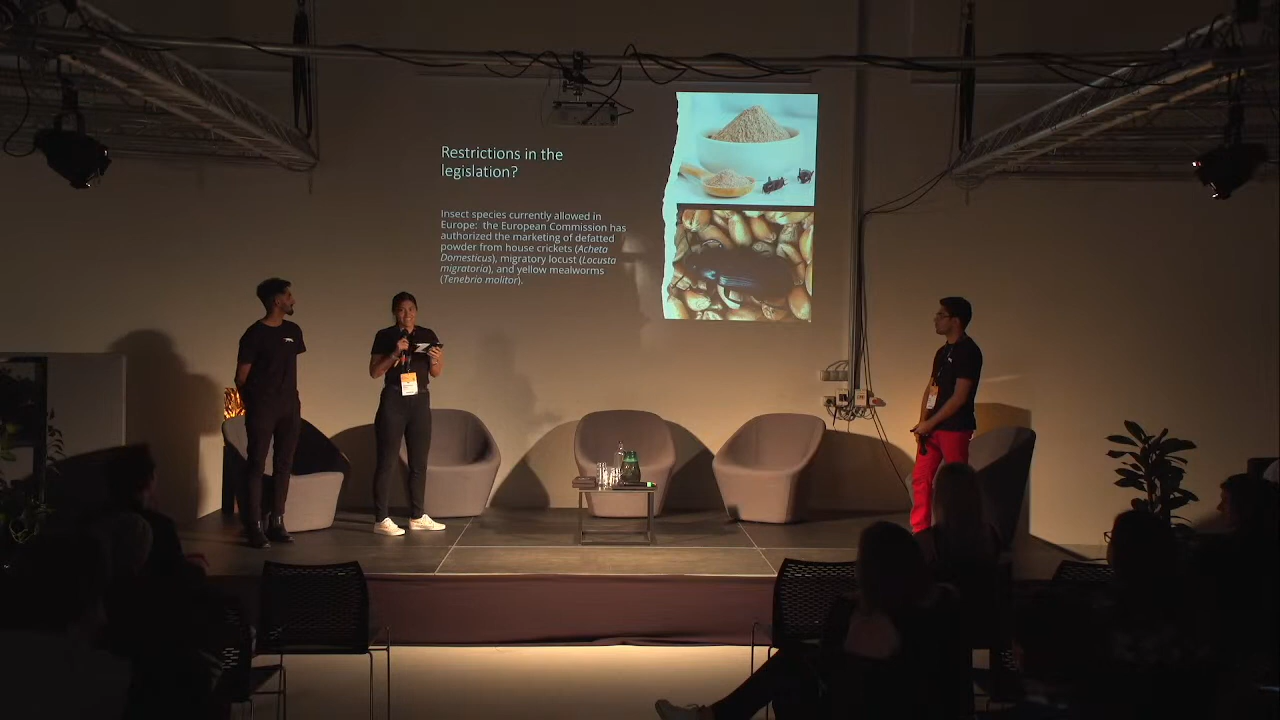 Restrictions in the
legislation?
Insect species currently allowed in
Europe: the European Commission has
authorized the marketing of defatted
powder from house crickets (Acheta
Domesticus), migratory locust (Locusta
migratoria), and yellow mealworms
(Tenebrio molitor).